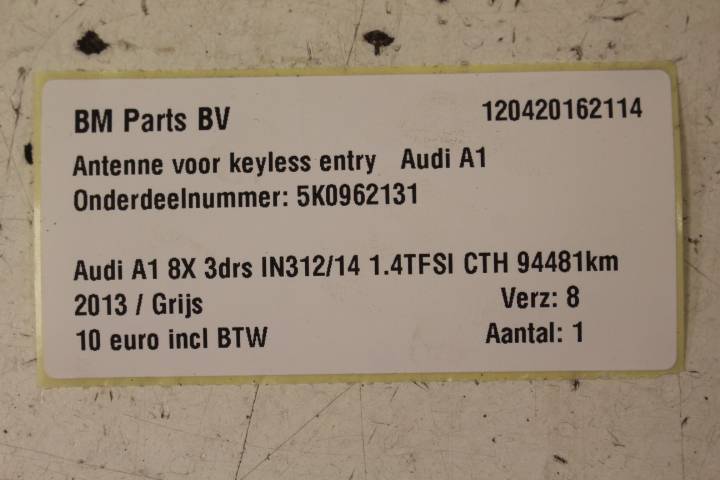 BM Parts BV 120420162114
Antenne voor keyless entry Audi A1
Onderdeelnummer: 5K0962131
Audi A1 8X 3drs IN312/14 1.4TFSI CTH 94481km
2013 / Grijs Verz: 8
10 euro incl BTW Aantal: 1